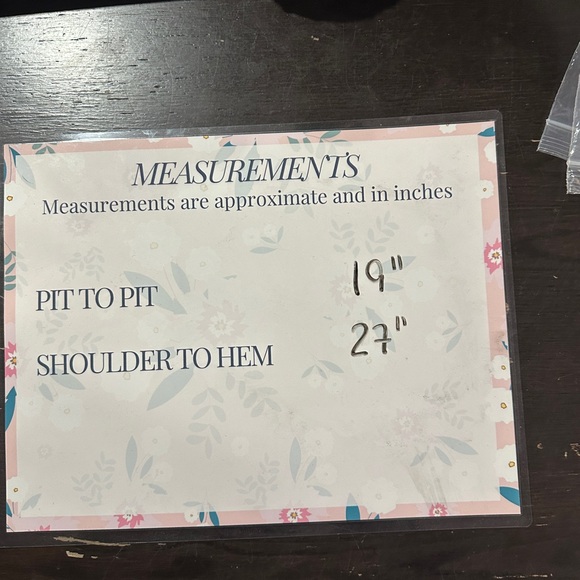 MEASUREMENTS
Measurements are approximate and in inches
PIT TO PIT 19"
SHOULDER TO HEM 27"